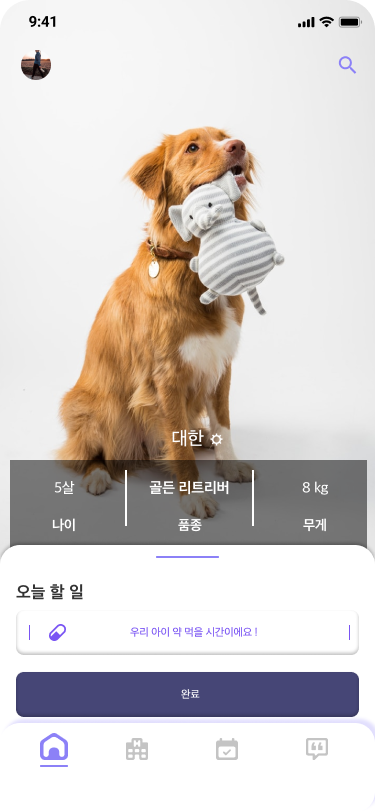 9:41
대한
5살
골든 리트리버
8 kg
나이
품종
무게
오늘 할 일
우리 아이 약 먹을 시간이에요 !
완료